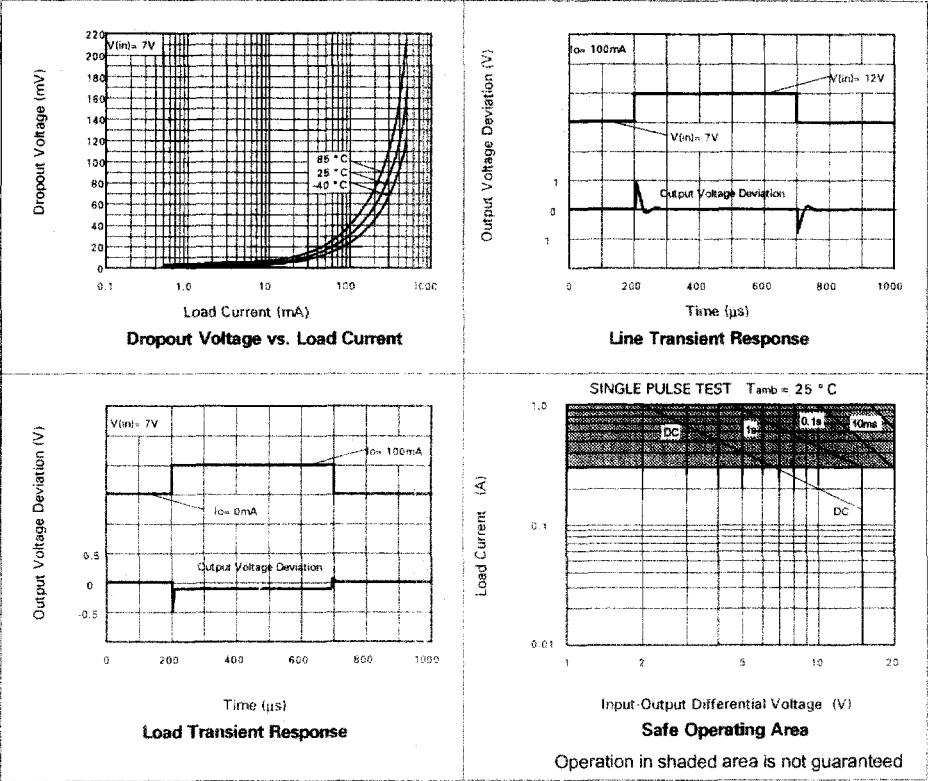 V(in)= 7V
Dropout Voltage (mV)
220
200
180
160
140
120
100
80
60
40
20
0
85 °C
25 °C
-40 °C
0.1 1.0 10 100 1000
Load Current (mA)
Dropout Voltage vs. Load Current
Io= 100mA
V(in)= 12V
V(in)= 7V
Output Voltage Deviation (V)
1
0
1
Output Voltage Deviation
0 200 400 600 800 1000
Time (µs)
Line Transient Response
V(in)= 7V
Io= 100mA
Io= 0mA
Output Voltage Deviation (V)
0.5
0
-0.5
Output Voltage Deviation
0 200 400 600 800 1000
Time (µs)
Load Transient Response
SINGLE PULSE TEST Tamb = 25 °C
1.0
0.1
0.01
DC
1s
0.1s
10ms
DC
Load Current (A)
1 2 5 10 20
Input-Output Differential Voltage (V)
Safe Operating Area
Operation in shaded area is not guaranteed